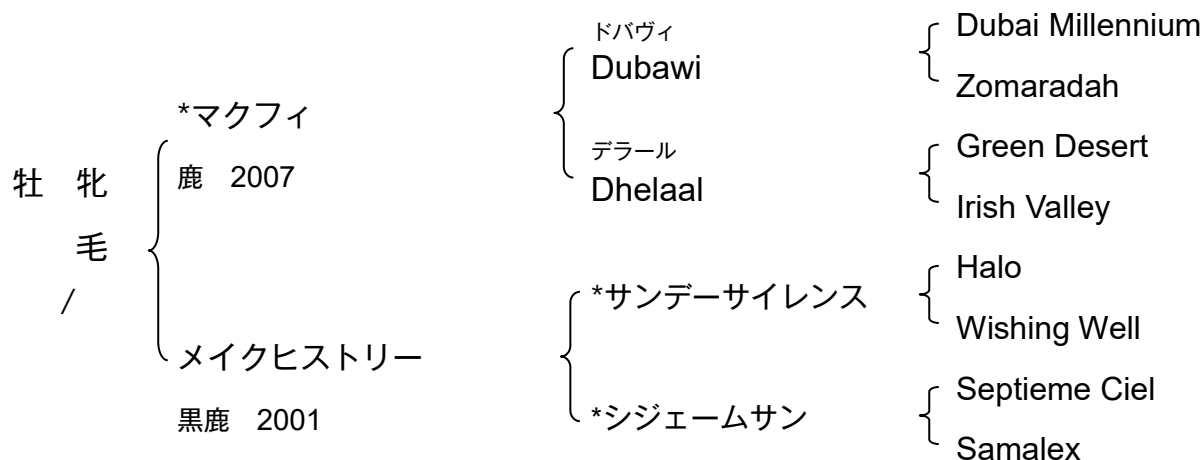 牡 牝
毛
/
*マクフィ
鹿 2007
メイクヒストリー
黒鹿 2001
ドバヴィ
Dubawi
デラール
Dhelaal
*サンデーサイレンス
*シジェームサン
Dubai Millennium
Zomaradah
Green Desert
Irish Valley
Halo
Wishing Well
Septieme Ciel
Samalex